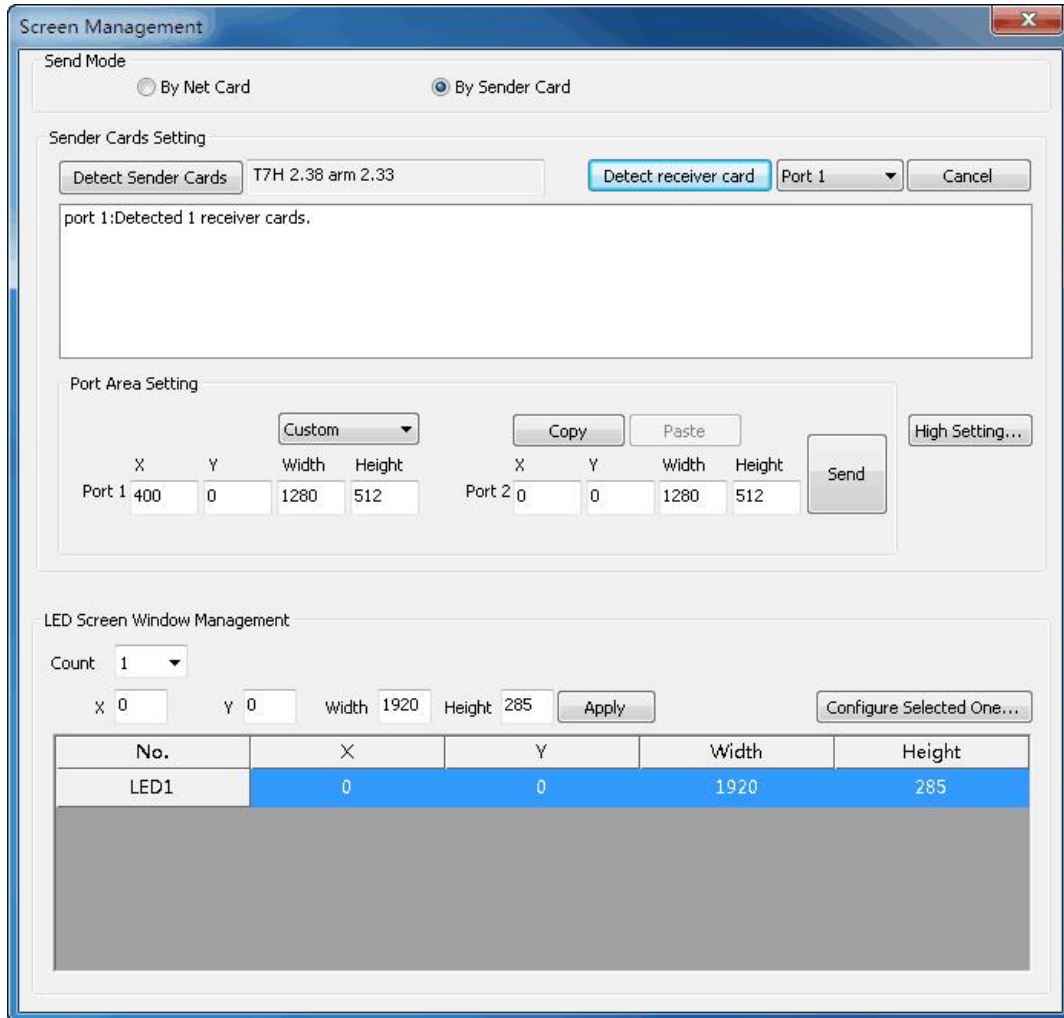 Screen Management
x
Send Mode
By Net Card By Sender Card
Sender Cards Setting
Detect Sender Cards T7H 2.38 arm 2.33 Detect receiver card Port 1 Cancel
port 1:Detected 1 receiver cards.
Port Area Setting
Custom Copy Paste High Setting...
X Y Width Height X Y Width Height Send
Port 1 400 0 1280 512 Port 2 0 0 1280 512
LED Screen Window Management
Count 1
X 0 Y 0 Width 1920 Height 285 Apply Configure Selected One...
No. X Y Width Height
LED1 0 0 1920 285